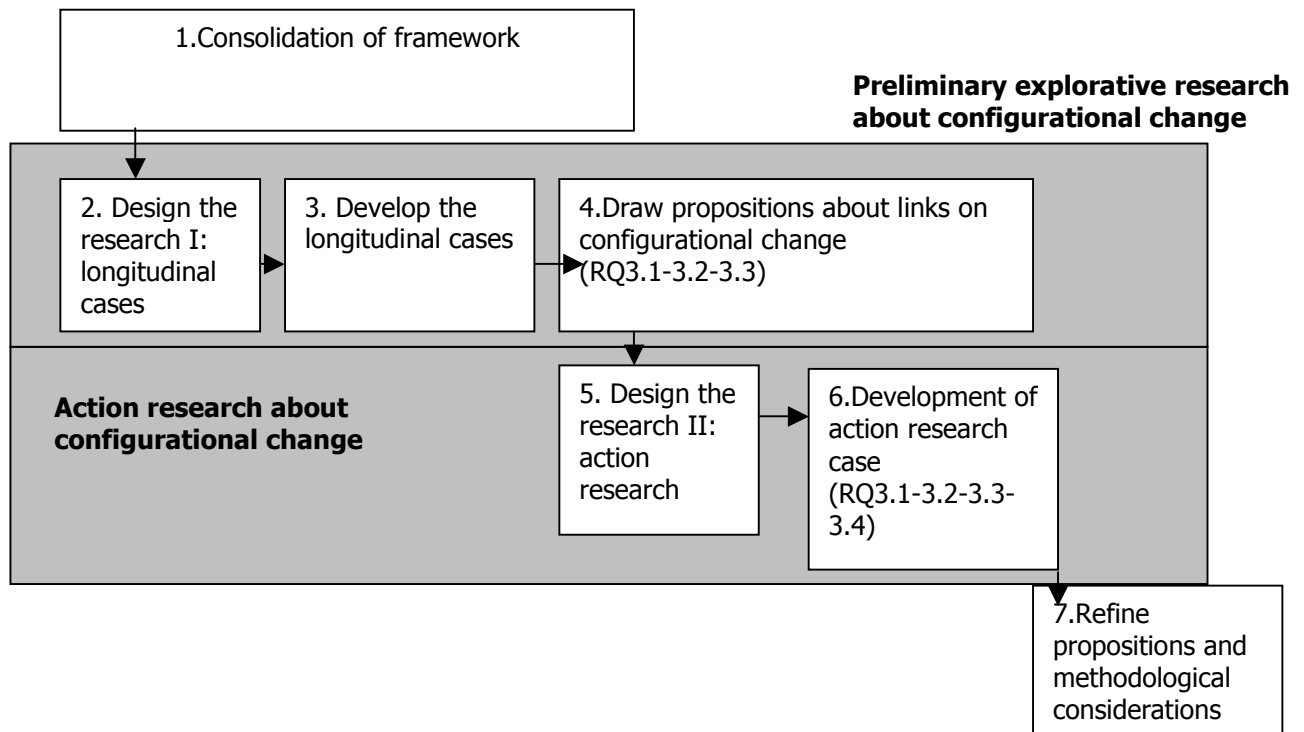 1.Consolidation of framework
Preliminary explorative research
about configurational change
2. Design the
research I:
longitudinal
cases
3. Develop the
longitudinal cases
4.Draw propositions about links on
configurational change
(RQ3.1-3.2-3.3)
Action research about
configurational change
5. Design the
research II:
action
research
6.Development of
action research
case
(RQ3.1-3.2-3.3-
3.4)
7.Refine
propositions and
methodological
considerations